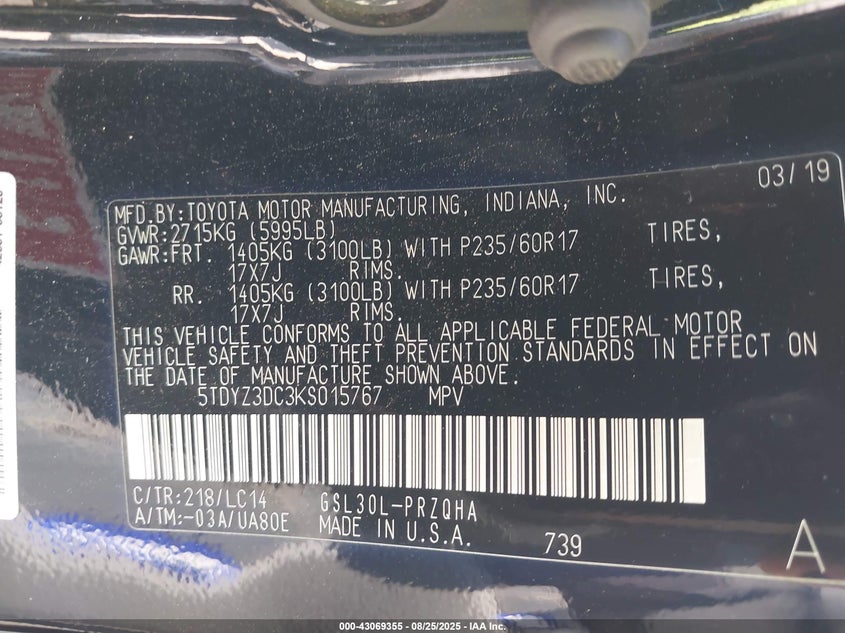 03/19
MFD.BY:TOYOTA MOTOR MANUFACTURING, INDIANA, INC.
GVWR:2715KG (5995LB)
GAWR:FRT. 1405KG (3100LB) WITH P235/60R17 TIRES,
17X7J RIMS.
RR. 1405KG (3100LB) WITH P235/60R17 TIRES,
17X7J RIMS.
THIS VEHICLE CONFORMS TO ALL APPLICABLE FEDERAL MOTOR
VEHICLE SAFETY AND THEFT PREVENTION STANDARDS IN EFFECT ON
THE DATE OF MANUFACTURE SHOWN ABOVE.
5TDYZ3DC3KS015767 MPV
C/TR:218/LC14 GSL30L-PRZQHA
A/TM:-03A/UA80E MADE IN U.S.A. 739 A
000-43069355 - 08/25/2025 - IAA Inc.